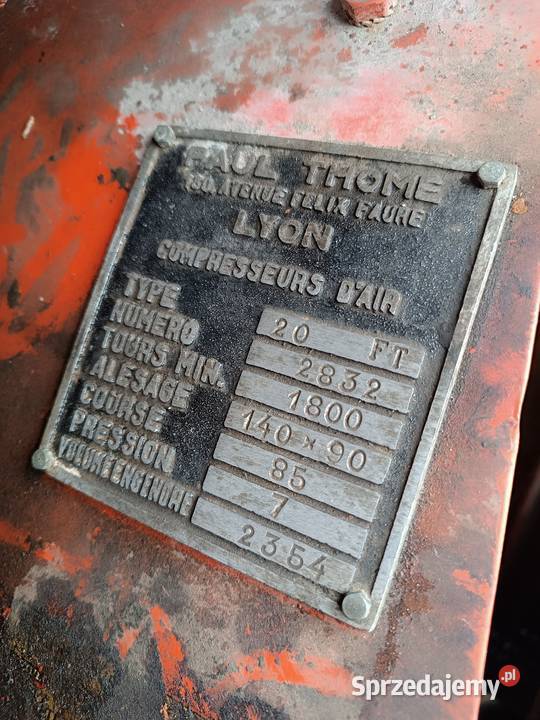 PAUL THOME
180, AVENUE FELIX FAURE
LYON
COMPRESSEURS D'AIR
TYPE 20 FT
NUMERO 2832
TOURS MIN. 1800
ALESAGE 140 × 90
COURSE 85
PRESSION 7
VOLUME ENGENDRE 2354
Sprzedajemy.pl